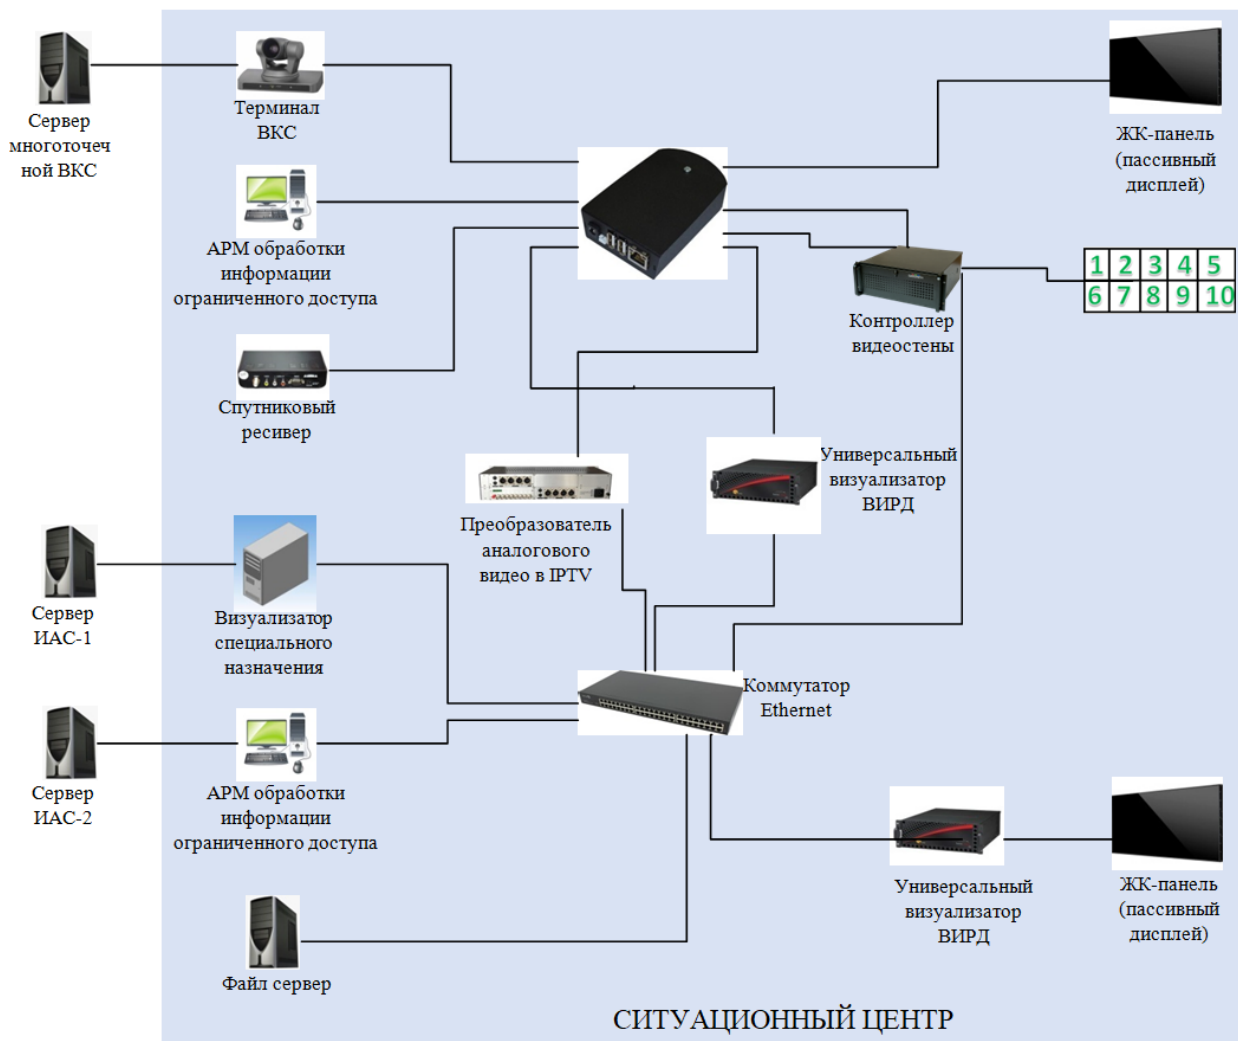 Сервер
многоточеч
ной ВКС
Терминал
ВКС
ЖК-панель
(пассивный
дисплей)
АРМ обработки
информации
ограниченного доступа
1 2 3 4 5
6 7 8 9 10
Контроллер
видеостены
Спутниковый
ресивер
Универсальный
визуализатор
ВИРД
Преобразователь
аналогового
видео в IPTV
Сервер
ИАС-1
Визуализатор
специального
назначения
Коммутатор
Ethernet
Сервер
ИАС-2
АРМ обработки
информации
ограниченного доступа
Универсальный
визуализатор
ВИРД
ЖК-панель
(пассивный
дисплей)
Файл сервер
СИТУАЦИОННЫЙ ЦЕНТР